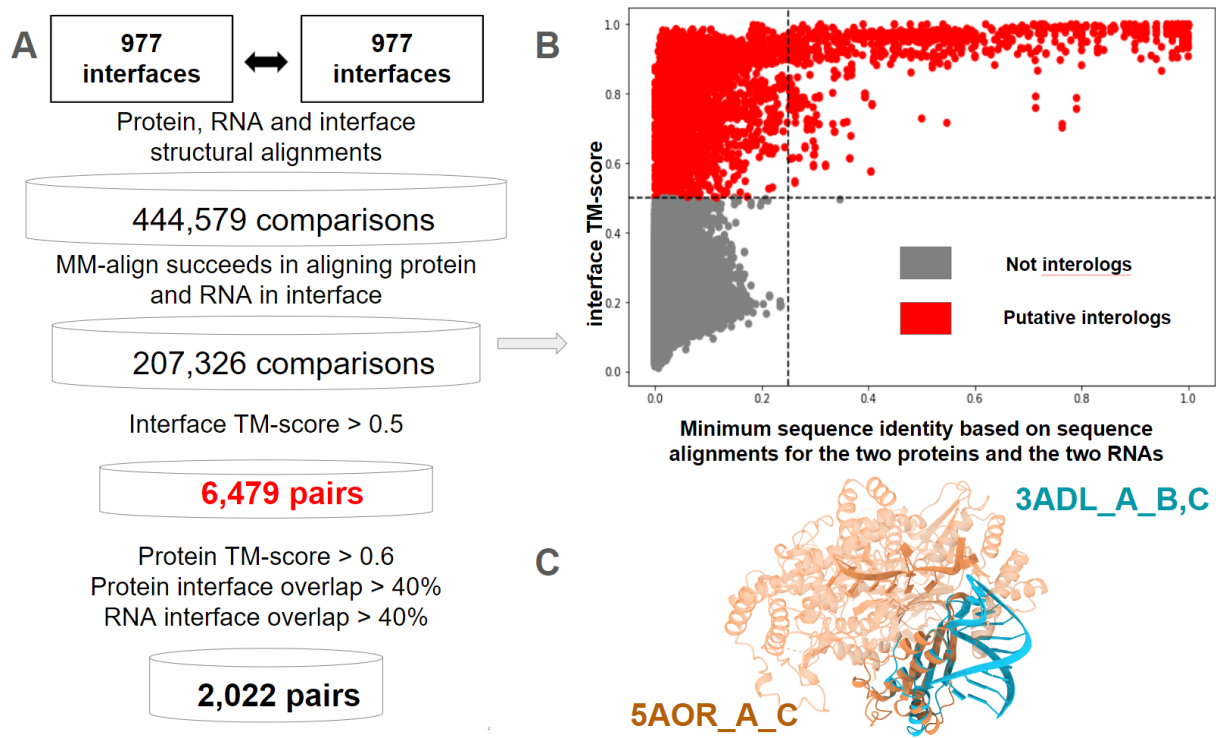 A
977
interfaces
977
interfaces
Protein, RNA and interface
structural alignments
444,579 comparisons
MM-align succeeds in aligning protein
and RNA in interface
207,326 comparisons
Interface TM-score > 0.5
6,479 pairs
Protein TM-score > 0.6
Protein interface overlap > 40%
RNA interface overlap > 40%
2,022 pairs
B
interface TM-score
1.0
0.8
0.6
0.4
0.2
0.0
0.0 0.2 0.4 0.6 0.8 1.0
Not interologs
Putative interologs
Minimum sequence identity based on sequence
alignments for the two proteins and the two RNAs
C
3ADL_A_B,C
5AOR_A_C